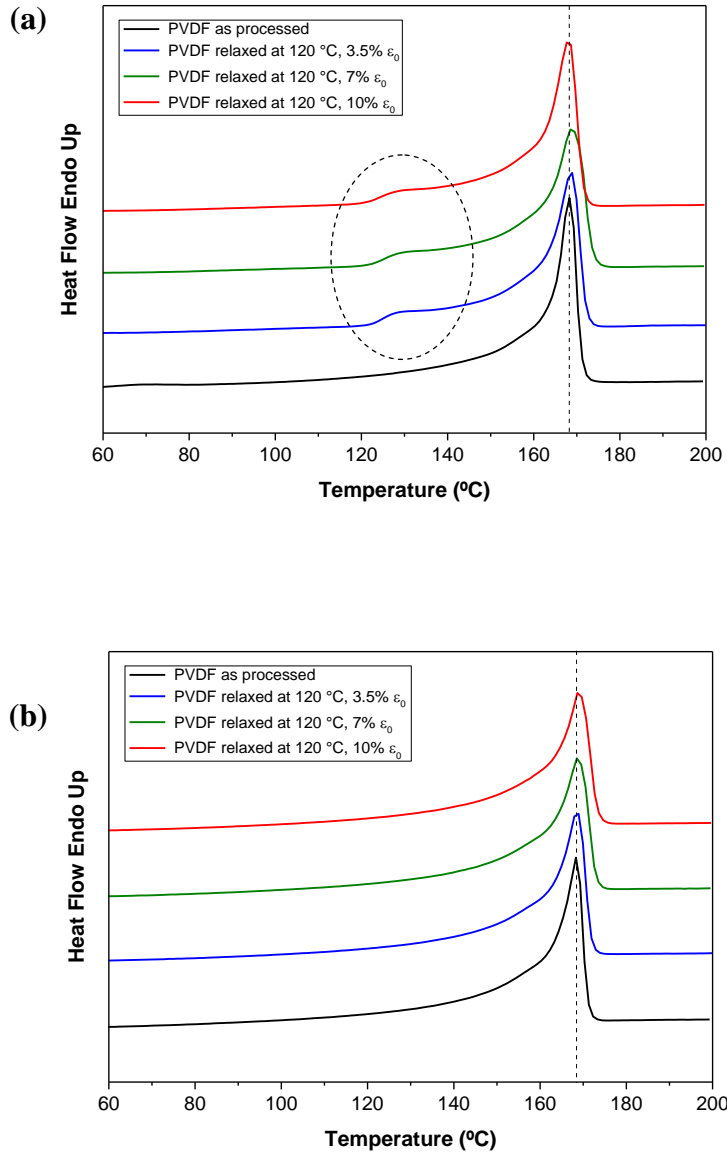 (a)
PVDF as processed
PVDF relaxed at 120 °C, 3.5% ε₀
PVDF relaxed at 120 °C, 7% ε₀
PVDF relaxed at 120 °C, 10% ε₀
Heat Flow Endo Up
60 80 100 120 140 160 180 200
Temperature (ºC)
(b)
PVDF as processed
PVDF relaxed at 120 °C, 3.5% ε₀
PVDF relaxed at 120 °C, 7% ε₀
PVDF relaxed at 120 °C, 10% ε₀
Heat Flow Endo Up
60 80 100 120 140 160 180 200
Temperature (ºC)